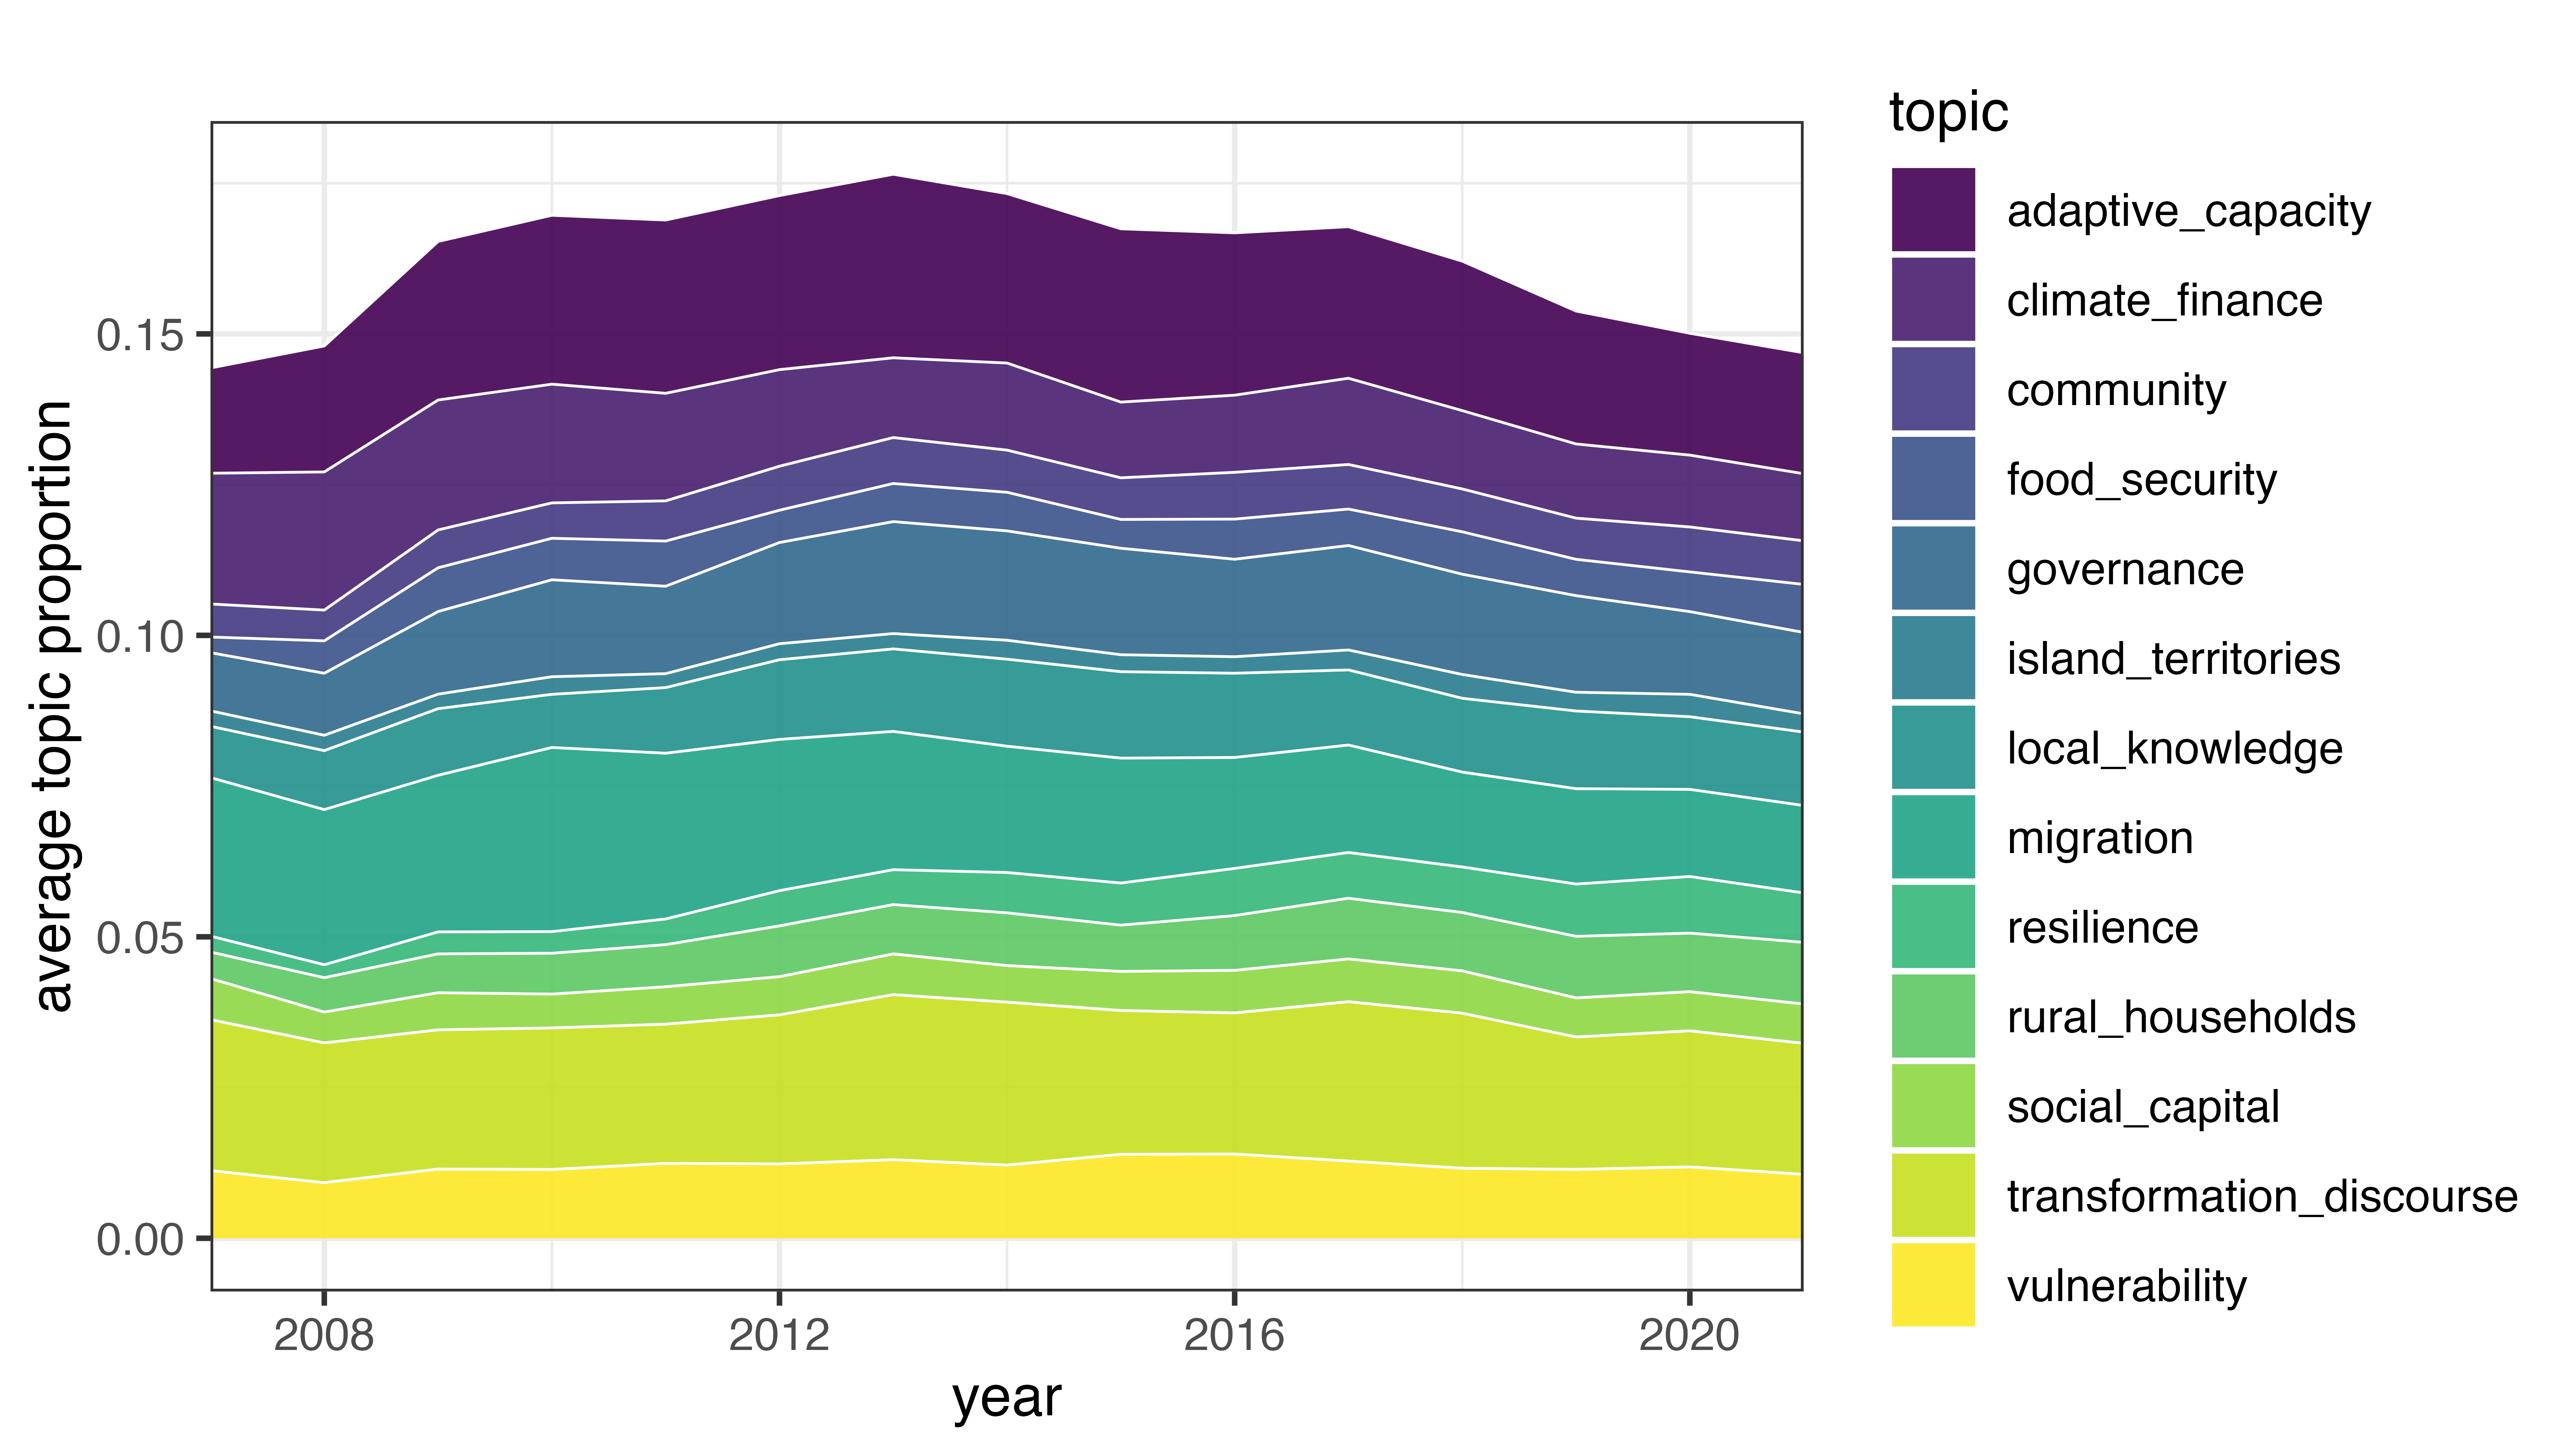 topic
adaptive_capacity
climate_finance
community
food_security
governance
island_territories
local_knowledge
migration
resilience
rural_households
social_capital
transformation_discourse
vulnerability
average topic proportion
0.15
0.10
0.05
0.00
2008 2012 2016 2020
year